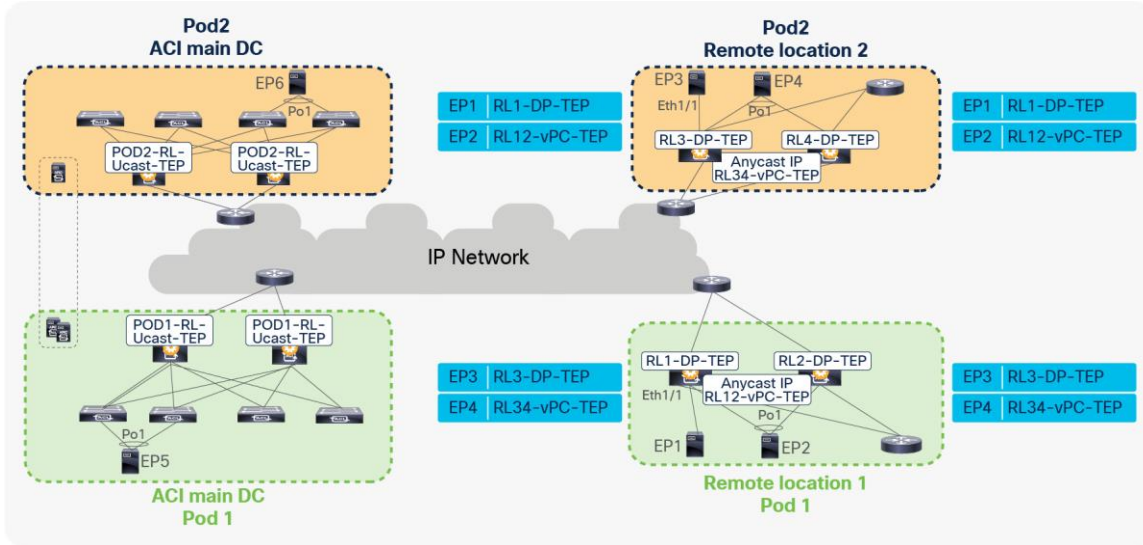 Pod2
ACI main DC
Pod2
Remote location 2
EP6
Po1
POD2-RL-
Ucast-TEP
POD2-RL-
Ucast-TEP
EP1 RL1-DP-TEP
EP2 RL12-vPC-TEP
EP3
EP4
Eth1/1
Po1
RL3-DP-TEP
RL4-DP-TEP
Anycast IP
RL34-vPC-TEP
EP1 RL1-DP-TEP
EP2 RL12-vPC-TEP
IP Network
POD1-RL-
Ucast-TEP
POD1-RL-
Ucast-TEP
Po1
EP5
EP3 RL3-DP-TEP
EP4 RL34-vPC-TEP
RL1-DP-TEP
RL2-DP-TEP
Eth1/1
Anycast IP
RL12-vPC-TEP
Po1
EP1
EP2
EP3 RL3-DP-TEP
EP4 RL34-vPC-TEP
ACI main DC
Pod 1
Remote location 1
Pod 1